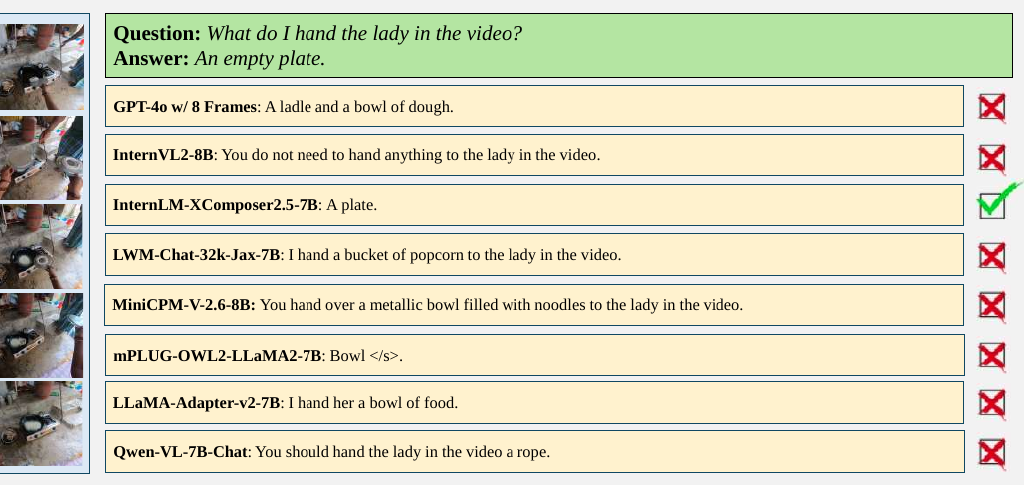 Question: What do I hand the lady in the video?
Answer: An empty plate.
GPT-4o w/ 8 Frames: A ladle and a bowl of dough.
InternVL2-8B: You do not need to hand anything to the lady in the video.
InternLM-XComposer2.5-7B: A plate.
LWM-Chat-32k-Jax-7B: I hand a bucket of popcorn to the lady in the video.
MiniCPM-V-2.6-8B: You hand over a metallic bowl filled with noodles to the lady in the video.
mPLUG-OWL2-LLaMA2-7B: Bowl </s>.
LLaMA-Adapter-v2-7B: I hand her a bowl of food.
Qwen-VL-7B-Chat: You should hand the lady in the video a rope.